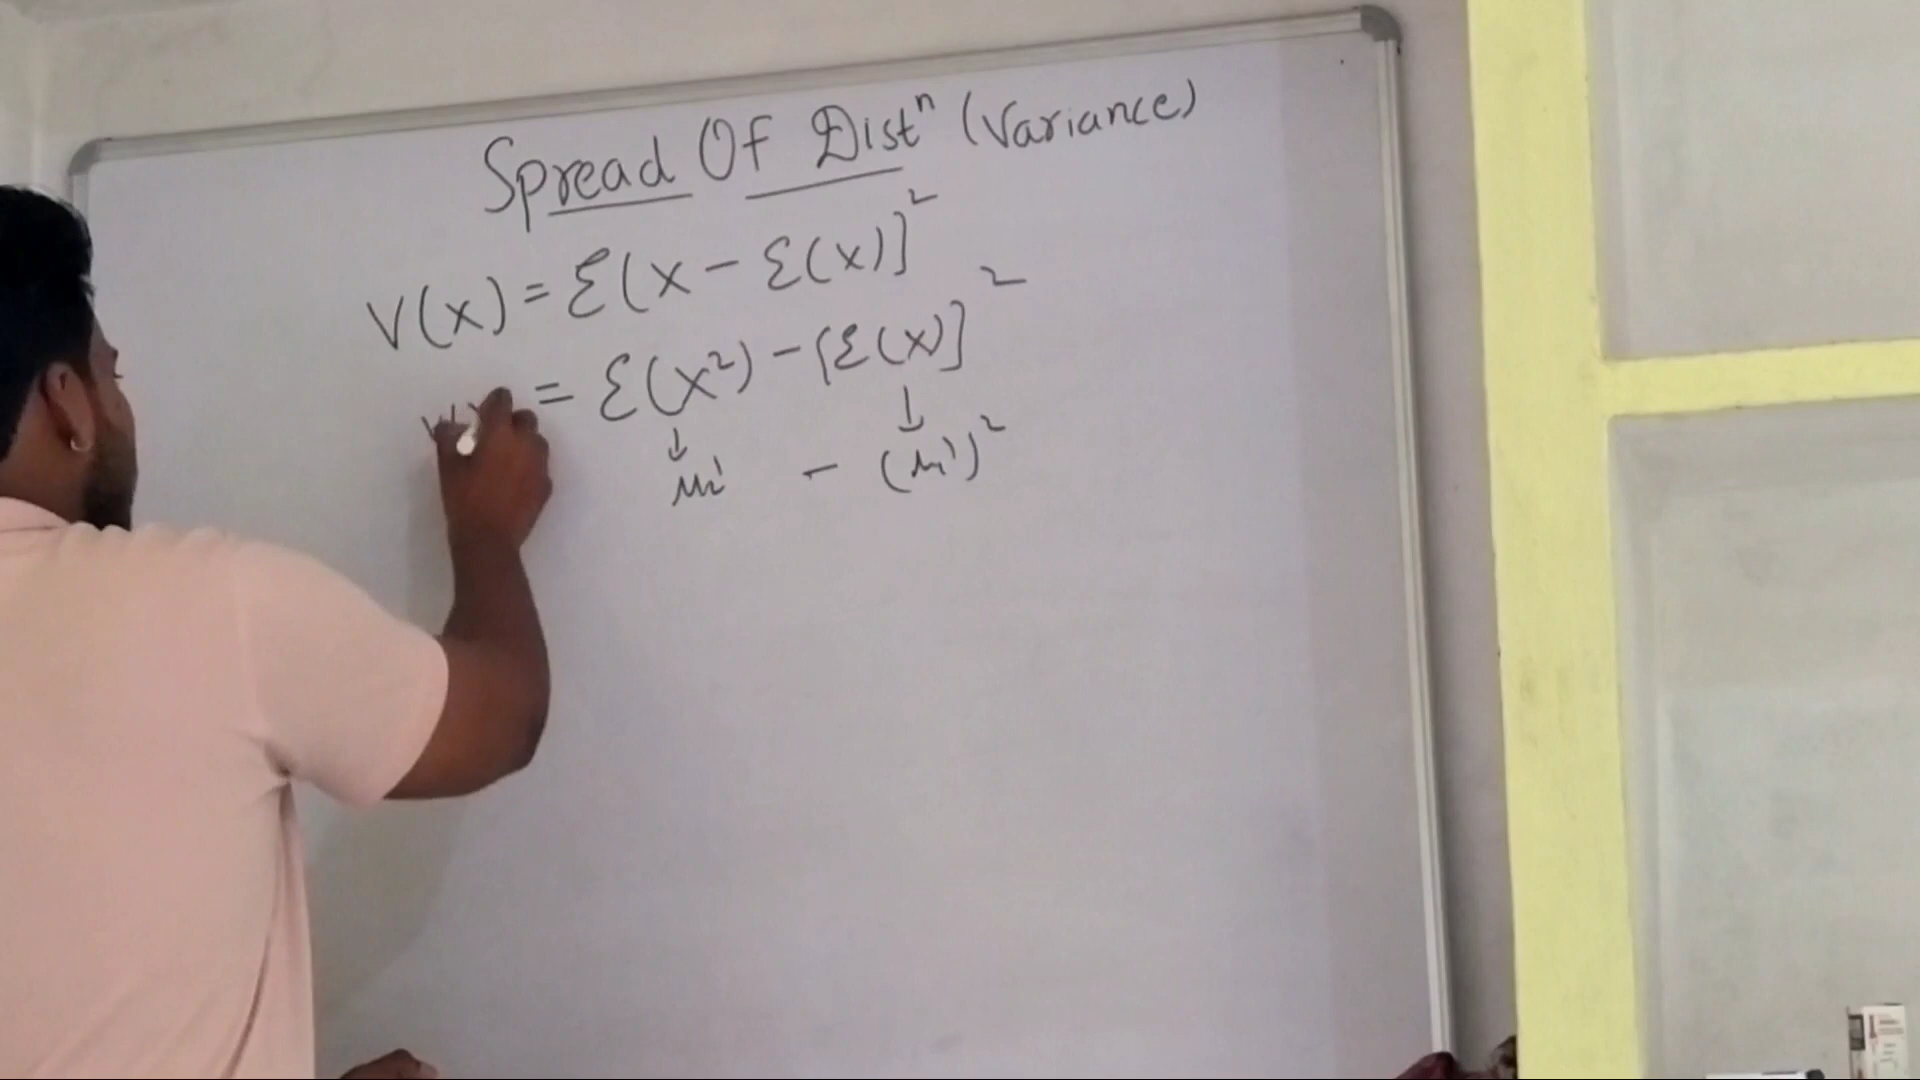 Spread Of Distⁿ (Variance)
V(x) = Ɛ(x - Ɛ(x)]²
= Ɛ(x²) - [Ɛ(x)]²
↓ ↓
μ₂' - (μ₁')²